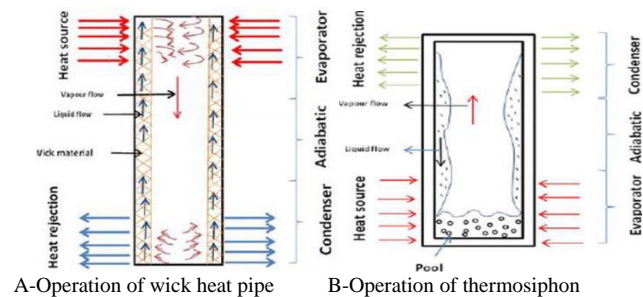 A-
Heat source
Vapour flow
Liquid flow
Wick material
Heat rejection
Evaporator
Adiabatic
Condenser
B-
Heat rejection
Vapour flow
Liquid flow
Heat source
Pool
Condenser
Adiabatic
Evaporator
A-Operation of wick heat pipe
B-Operation of thermosiphon